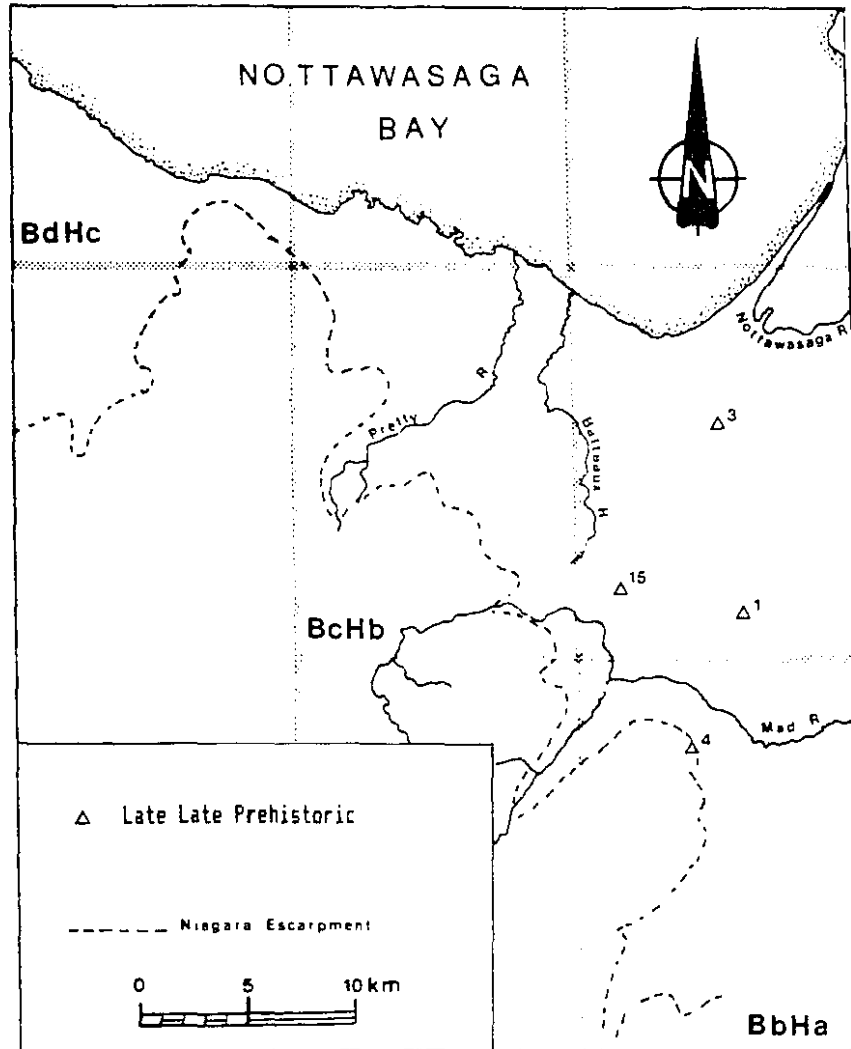 NOTTAWASAGA
BAY
N
BdHc
Nottawasaga R
Pretty R
Batteaux R
3
15
1
BcHb
Mad R
4
Late Late Prehistoric
Niagara Escarpment
0 5 10 km
BbHa